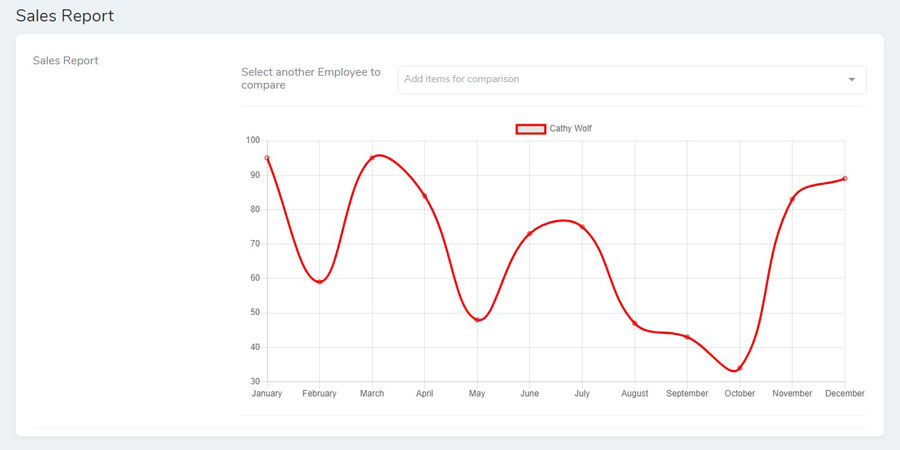 Sales Report
Sales Report
Select another Employee to
compare
Add items for comparison
Cathy Wolf
100
90
80
70
60
50
40
30
January February March April May June July August September October November December